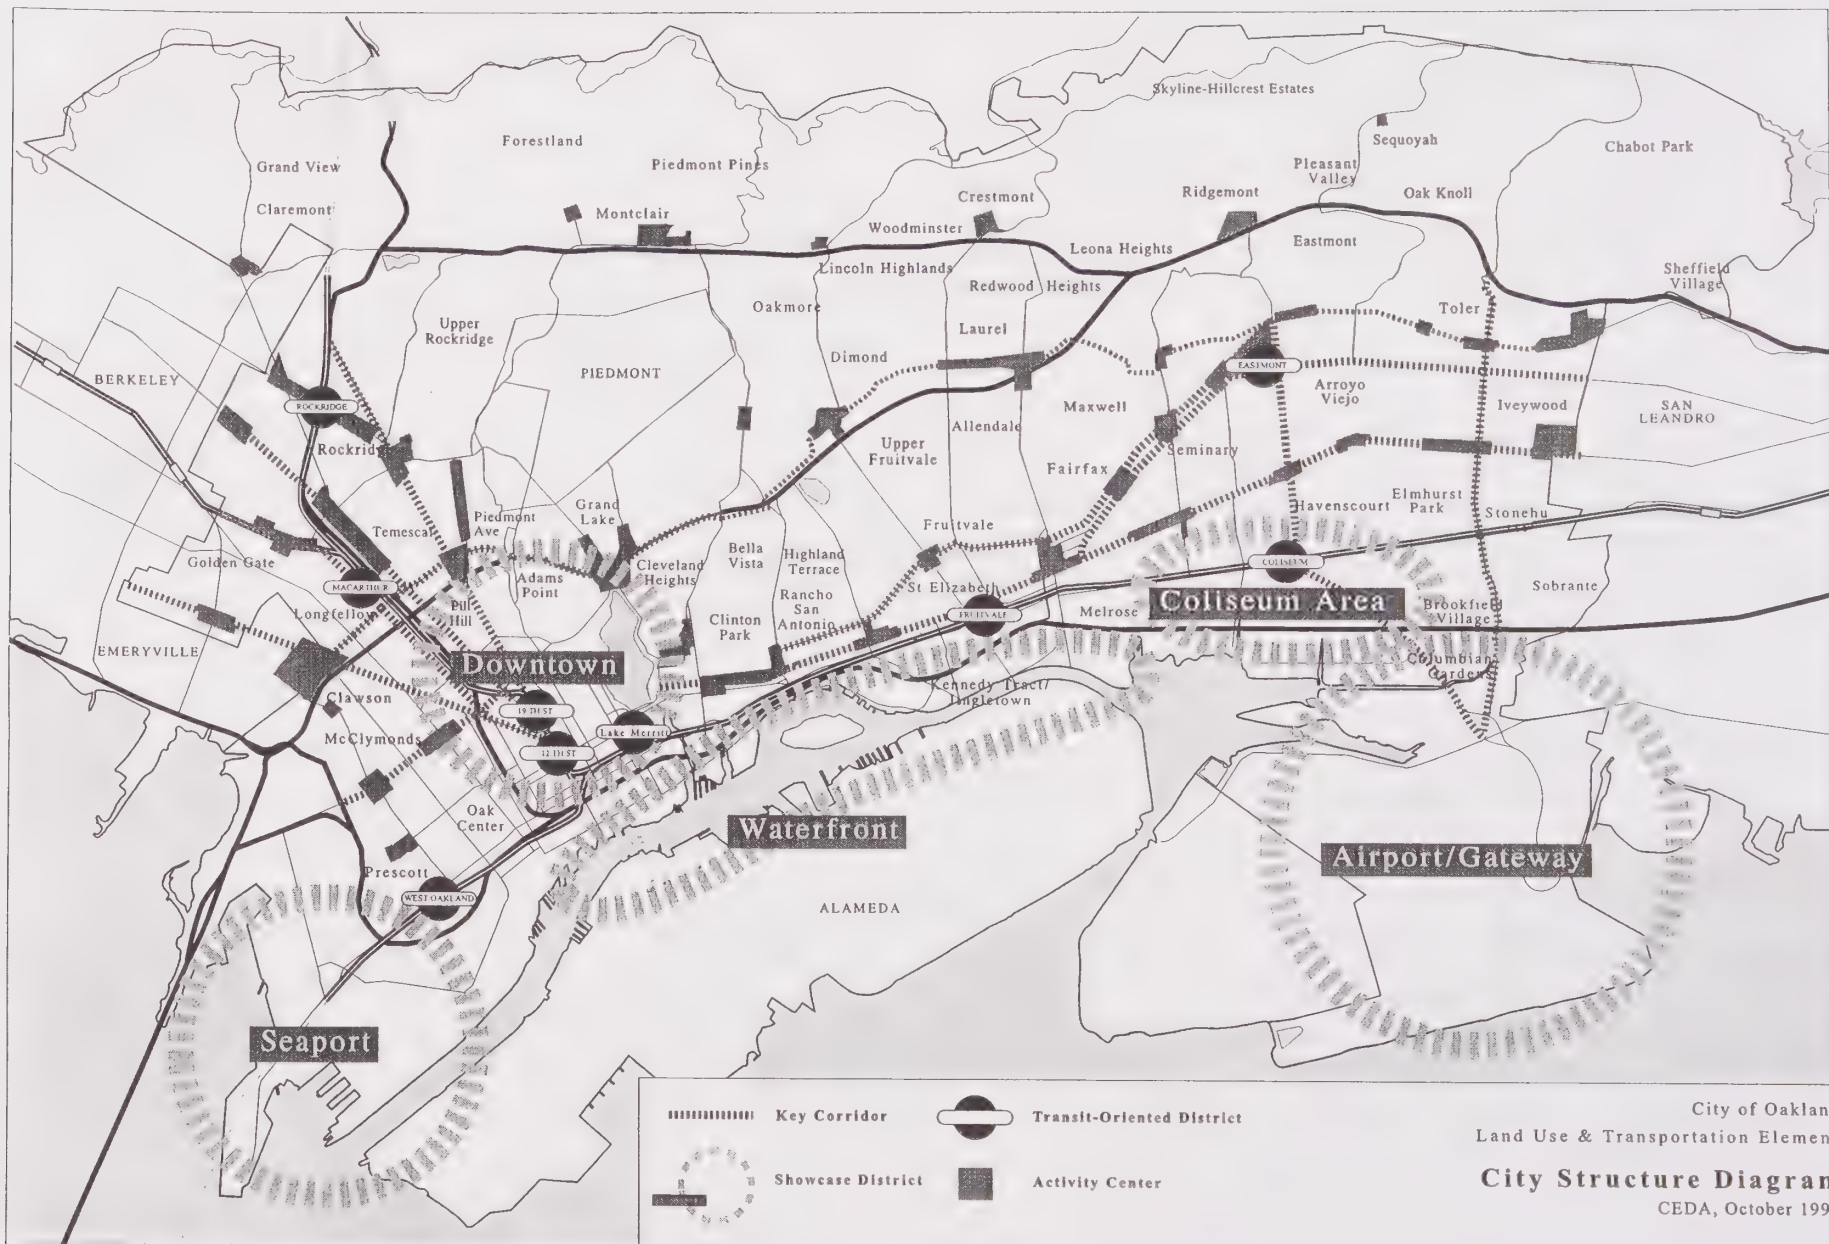 Skyline-Hillcrest Estates
Forestland
Sequoyah
Chabot Park
Grand View
Piedmont Pines
Pleasant
Valley
Claremont
Montclair
Crestmont
Ridgemont
Oak Knoll
Woodminster
Leona Heights
Eastmont
Lincoln Highlands
Redwood Heights
Sheffield
Village
Oakmore
Upper
Rockridge
Laurel
Toler
Dimond
BERKELEY
PIEDMONT
EASTMONT
Arroyo
Viejo
ROCKRIDGE
Maxwell
Iveywood
SAN
LEANDRO
Rockridg
Upper
Fruitvale
Allendale
Seminary
Fairfax
Temescal
Piedmont
Ave
Grand
Lake
Havenscourt
Elmhurst
Park
Stonehu
Golden Gate
Bella
Vista
Highland
Terrace
Fruitvale
Cleveland
Heights
Adams
Point
MACARTHUR
St Elizabeth
COLISEUM
Sobrante
Longfellow
Pill
Hill
Rancho
San
Antonio
Clinton
Park
FRUITVALE
Melrose
Coliseum Area
Brookfield
Village
EMERYVILLE
Downtown
Columbian
Gardens
Clawson
Kennedy Tract/
Jingletown
19TH ST
McClymonds
12TH ST
Lake Merritt
Oak
Center
Waterfront
Airport/Gateway
Prescott
WEST OAKLAND
ALAMEDA
Seaport
Key Corridor
Transit-Oriented District
Showcase District
Activity Center
City of Oaklan
Land Use & Transportation Elemen
City Structure Diagram
CEDA, October 199